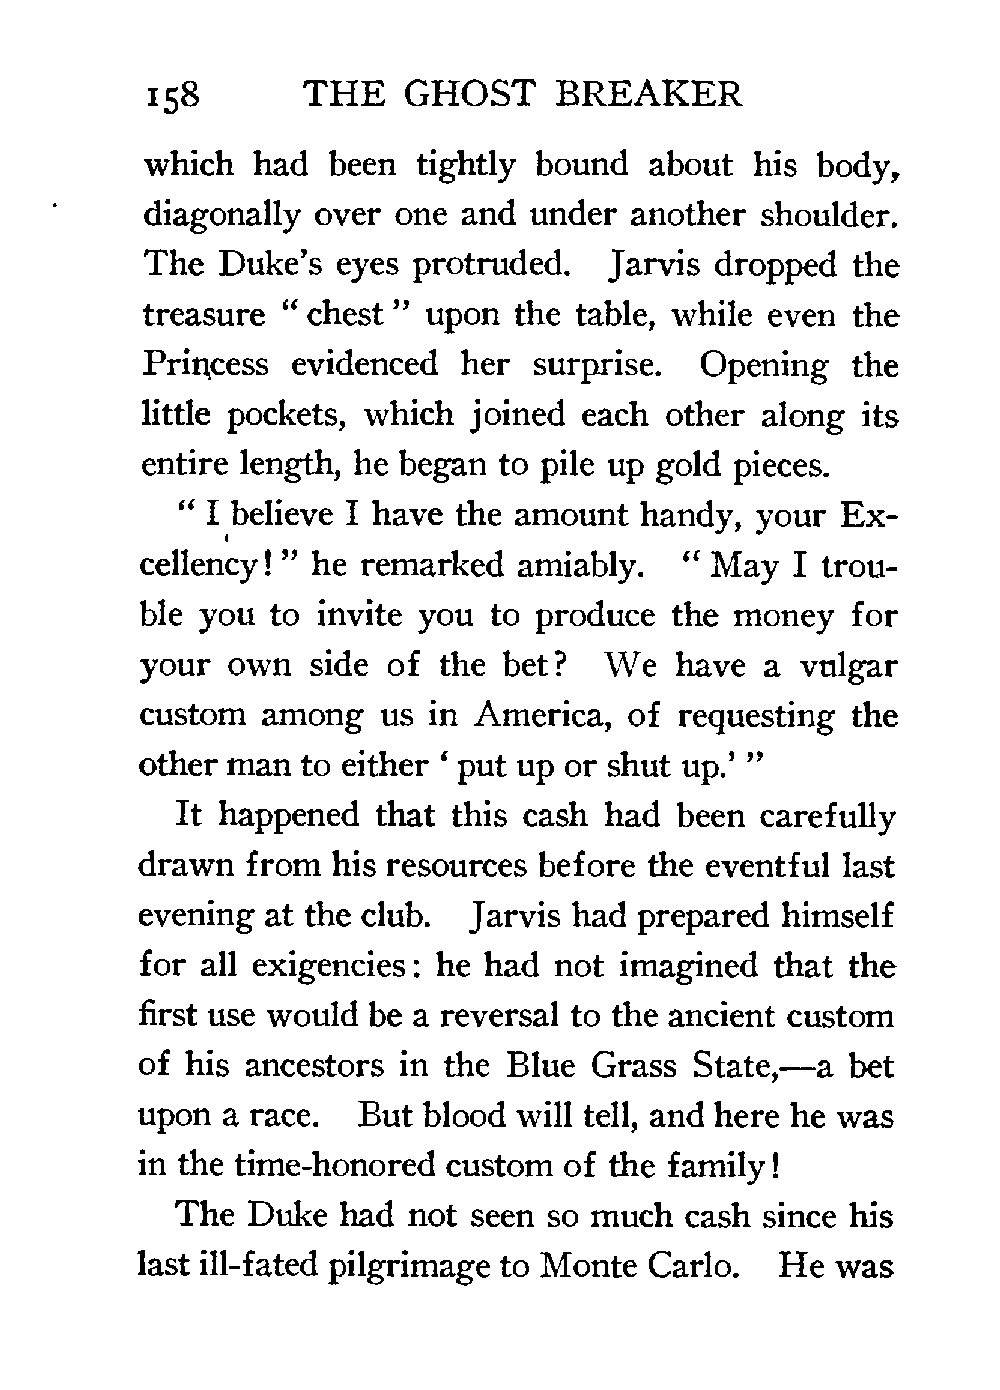 158 THE GHOST BREAKER
which had been tightly bound about his body,
diagonally over one and under another shoulder.
The Duke's eyes protruded. Jarvis dropped the
treasure " chest " upon the table, while even the
Princess evidenced her surprise. Opening the
little pockets, which joined each other along its
entire length, he began to pile up gold pieces.
" I believe I have the amount handy, your Ex-
cellency! " he remarked amiably. " May I trou-
ble you to invite you to produce the money for
your own side of the bet? We have a vulgar
custom among us in America, of requesting the
other man to either ' put up or shut up.' "
It happened that this cash had been carefully
drawn from his resources before the eventful last
evening at the club. Jarvis had prepared himself
for all exigencies: he had not imagined that the
first use would be a reversal to the ancient custom
of his ancestors in the Blue Grass State,—a bet
upon a race. But blood will tell, and here he was
in the time-honored custom of the family!
The Duke had not seen so much cash since his
last ill-fated pilgrimage to Monte Carlo. He was